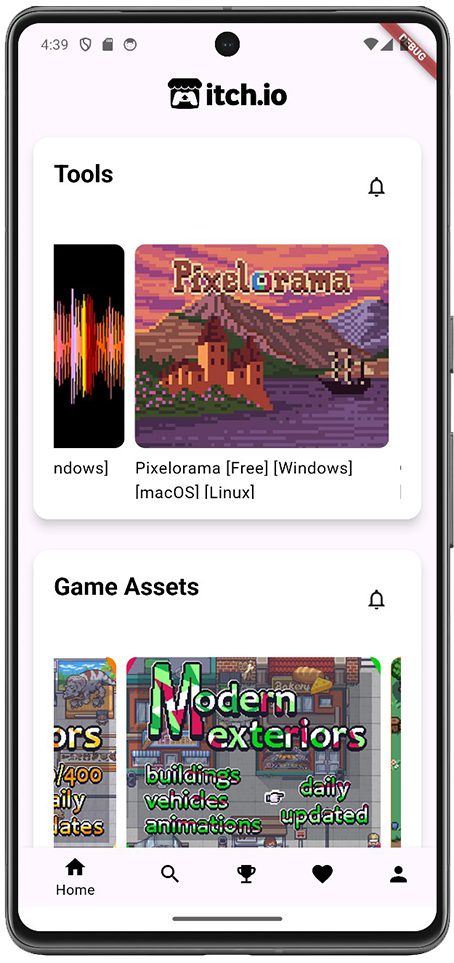 4:39
DEBUG
itch.io
Tools
Pixelorama
ndows]
Pixelorama [Free] [Windows]
[macOS] [Linux]
Game Assets
Bakery
Modern
exteriors
ors
buildings
vehicles
animations
daily
updated
/400
aily
dates
Home